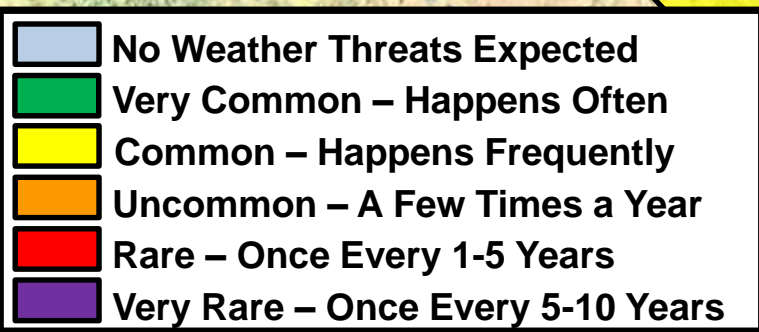 No Weather Threats Expected
Very Common – Happens Often
Common – Happens Frequently
Uncommon – A Few Times a Year
Rare – Once Every 1-5 Years
Very Rare – Once Every 5-10 Years